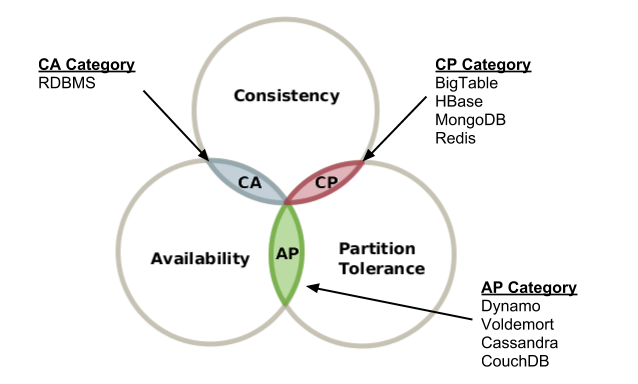 CA Category
RDBMS
CP Category
BigTable
HBase
MongoDB
Redis
Consistency
CA
CP
Availability
AP
Partition
Tolerance
AP Category
Dynamo
Voldemort
Cassandra
CouchDB